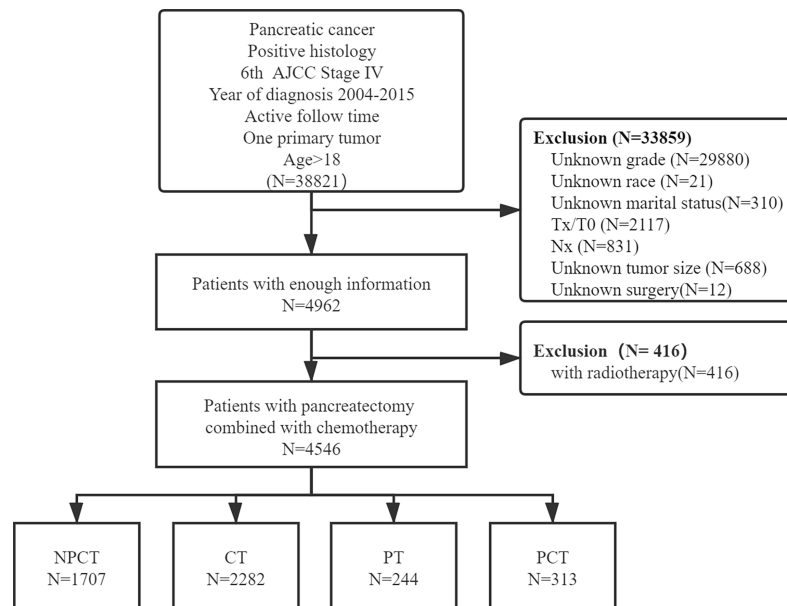 Pancreatic cancer
Positive histology
6th AJCC Stage IV
Year of diagnosis 2004-2015
Active follow time
One primary tumor
Age>18
(N=38821)
Exclusion (N=33859)
Unknown grade (N=29880)
Unknown race (N=21)
Unknown marital status(N=310)
Tx/T0 (N=2117)
Nx (N=831)
Unknown tumor size (N=688)
Unknown surgery(N=12)
Patients with enough information
N=4962
Exclusion (N= 416)
with radiotherapy(N=416)
Patients with pancreatectomy
combined with chemotherapy
N=4546
NPCT
N=1707
CT
N=2282
PT
N=244
PCT
N=313